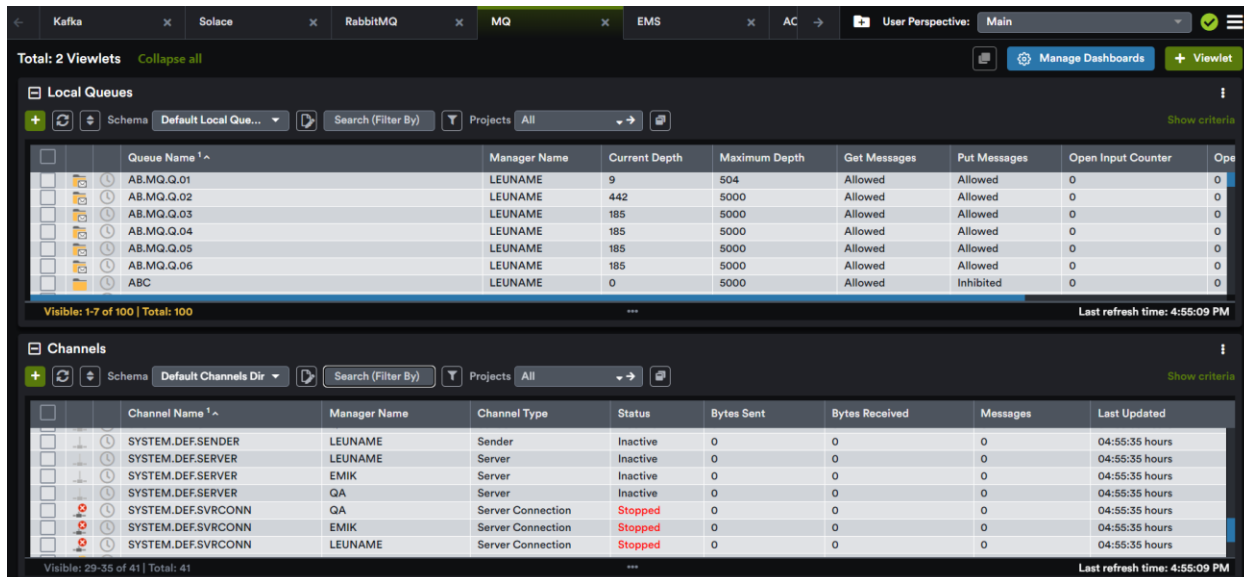 Kafka Solace RabbitMQ MQ EMS AC User Perspective: Main
Total: 2 Viewlets Collapse all Manage Dashboards + Viewlet
Local Queues
Schema Default Local Que... Search (Filter By) Projects All Show criteria
Queue Name 1 Manager Name Current Depth Maximum Depth Get Messages Put Messages Open Input Counter Ope
AB.MQ.Q.01 LEUNAME 9 504 Allowed Allowed 0 0
AB.MQ.Q.02 LEUNAME 442 5000 Allowed Allowed 0 0
AB.MQ.Q.03 LEUNAME 185 5000 Allowed Allowed 0 0
AB.MQ.Q.04 LEUNAME 185 5000 Allowed Allowed 0 0
AB.MQ.Q.05 LEUNAME 185 5000 Allowed Allowed 0 0
AB.MQ.Q.06 LEUNAME 185 5000 Allowed Allowed 0 0
ABC LEUNAME 0 5000 Allowed Inhibited 0 0
Visible: 1-7 of 100 | Total: 100 Last refresh time: 4:55:09 PM
Channels
Schema Default Channels Dir Search (Filter By) Projects All Show criteria
Channel Name 1 Manager Name Channel Type Status Bytes Sent Bytes Received Messages Last Updated
SYSTEM.DEF.SENDER LEUNAME Sender Inactive 0 0 0 04:55:35 hours
SYSTEM.DEF.SERVER LEUNAME Server Inactive 0 0 0 04:55:35 hours
SYSTEM.DEF.SERVER EMIK Server Inactive 0 0 0 04:55:35 hours
SYSTEM.DEF.SERVER QA Server Inactive 0 0 0 04:55:35 hours
SYSTEM.DEF.SVRCONN QA Server Connection Stopped 0 0 0 04:55:35 hours
SYSTEM.DEF.SVRCONN EMIK Server Connection Stopped 0 0 0 04:55:35 hours
SYSTEM.DEF.SVRCONN LEUNAME Server Connection Stopped 0 0 0 04:55:35 hours
Visible: 29-35 of 41 | Total: 41 Last refresh time: 4:55:09 PM